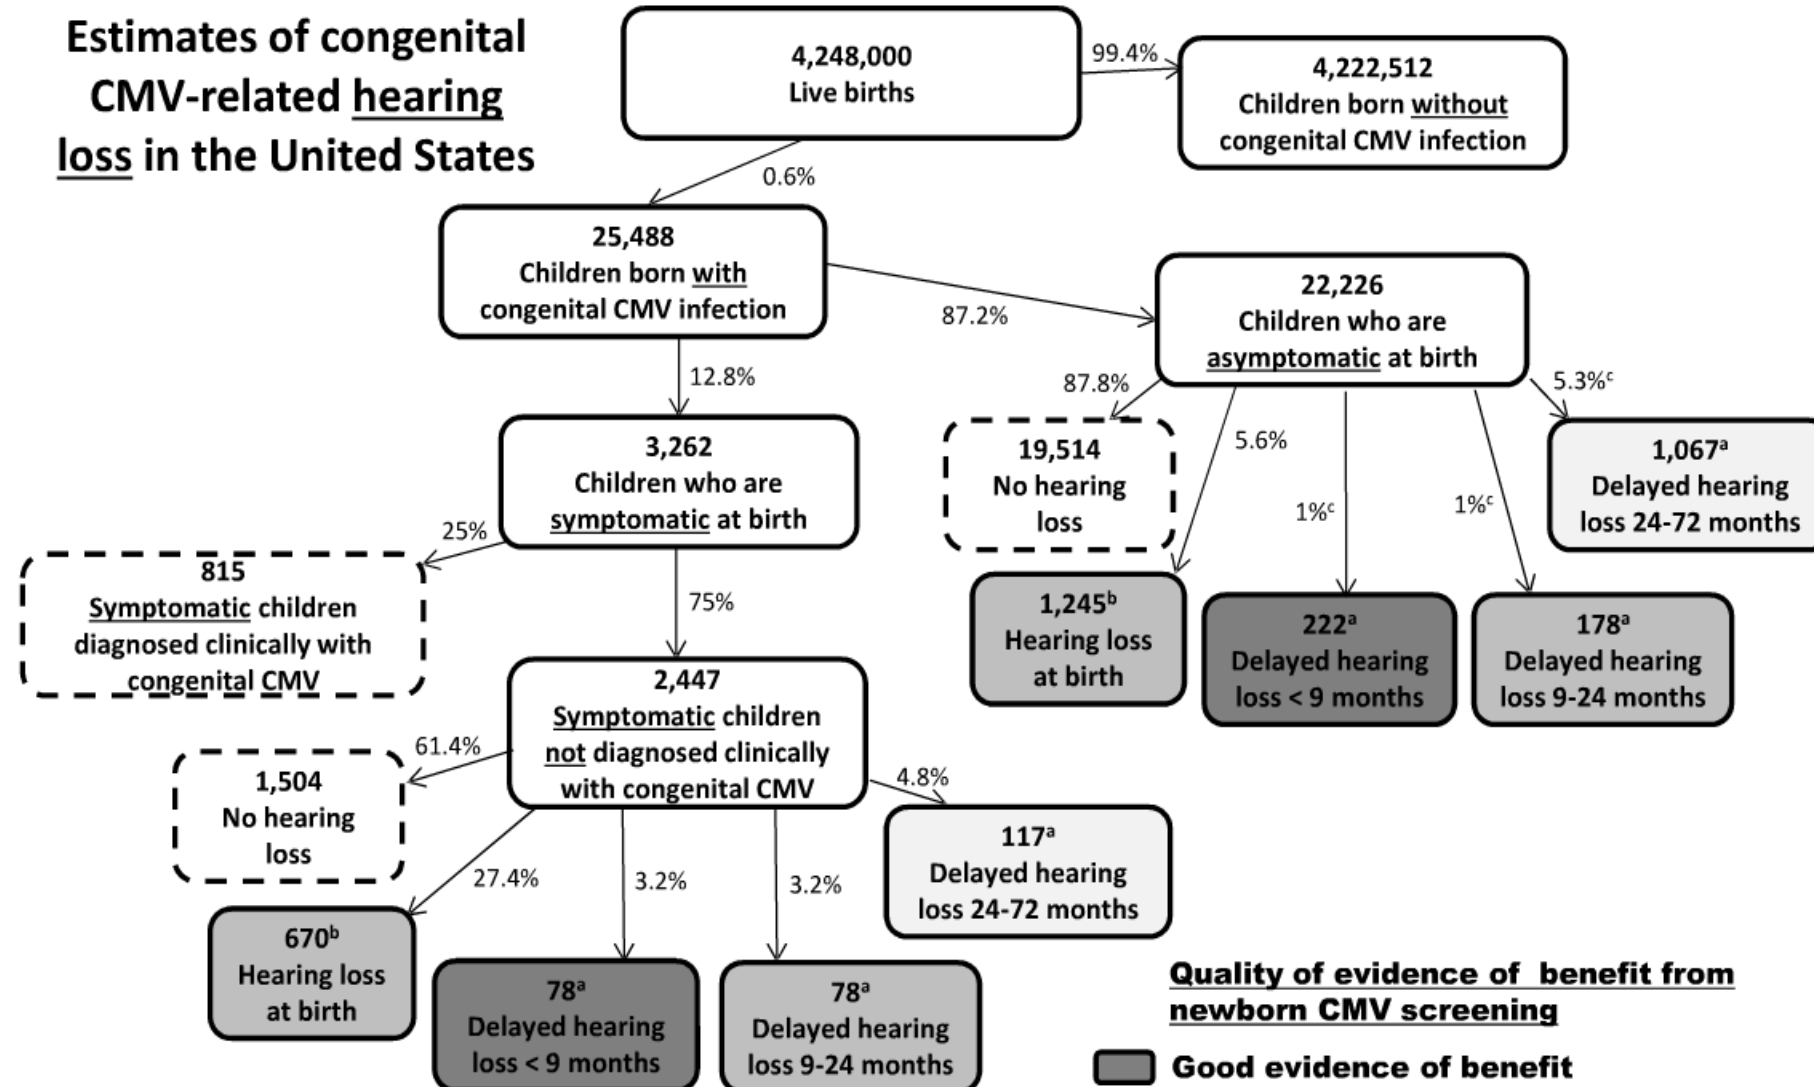 Estimates of congenital
CMV-related hearing
loss in the United States
4,248,000
Live births
99.4%
4,222,512
Children born without
congenital CMV infection
0.6%
25,488
Children born with
congenital CMV infection
87.2%
22,226
Children who are
asymptomatic at birth
12.8%
87.8%
5.3%ᶜ
3,262
Children who are
symptomatic at birth
19,514
No hearing
loss
5.6%
1%ᶜ
1%ᶜ
1,067ᵃ
Delayed hearing
loss 24-72 months
25%
815
Symptomatic children
diagnosed clinically with
congenital CMV
75%
1,245ᵇ
Hearing loss
at birth
222ᵃ
Delayed hearing
loss < 9 months
178ᵃ
Delayed hearing
loss 9-24 months
2,447
Symptomatic children
not diagnosed clinically
with congenital CMV
61.4%
1,504
No hearing
loss
4.8%
117ᵃ
Delayed hearing
loss 24-72 months
27.4%
3.2%
3.2%
670ᵇ
Hearing loss
at birth
78ᵃ
Delayed hearing
loss < 9 months
78ᵃ
Delayed hearing
loss 9-24 months
Quality of evidence of benefit from
newborn CMV screening
Good evidence of benefit